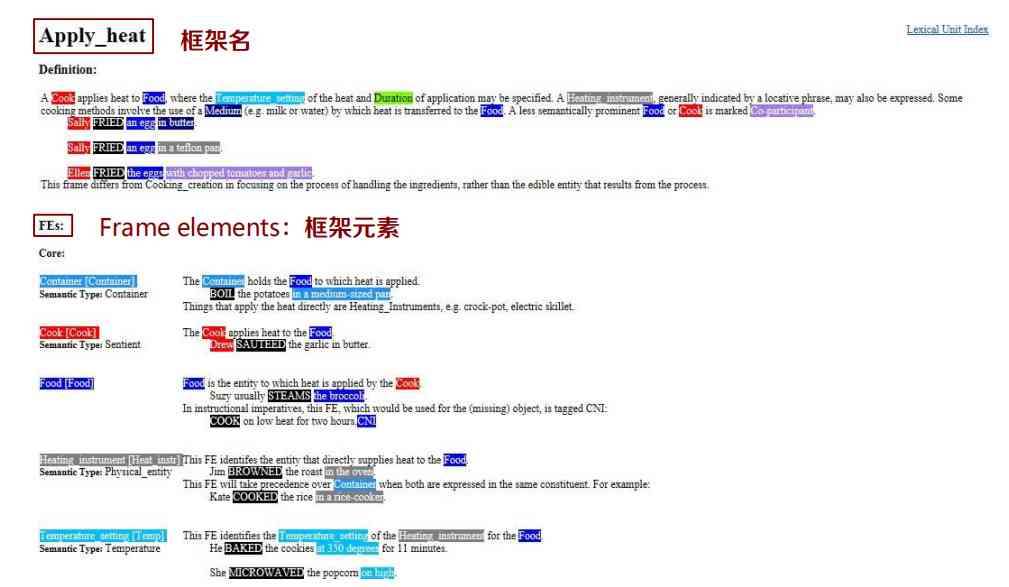 Apply_heat 框架名
Lexical Unit Index
Definition:
A Cook applies heat to Food, where the Temperature_setting of the heat and Duration of application may be specified. A Heating_instrument, generally indicated by a locative phrase, may also be expressed. Some
cooking methods involve the use of a Medium (e.g. milk or water) by which heat is transferred to the Food. A less semantically prominent Food or Cook is marked Co-participant.
Sally FRIED an egg in butter.
Sally FRIED an egg in a teflon pan.
Ellen FRIED the eggs with chopped tomatoes and garlic.
This frame differs from Cooking_creation in focusing on the process of handling the ingredients, rather than the edible entity that results from the process.
FEs: Frame elements：框架元素
Core:
Container [Container] The Container holds the Food to which heat is applied.
Semantic Type: Container BOIL the potatoes in a medium-sized pan.
Things that apply the heat directly are Heating_Instruments, e.g. crock-pot, electric skillet.
Cook [Cook] The Cook applies heat to the Food.
Semantic Type: Sentient Drew SAUTEED the garlic in butter.
Food [Food] Food is the entity to which heat is applied by the Cook.
Suzy usually STEAMS the broccoli.
In instructional imperatives, this FE, which would be used for the (missing) object, is tagged CNI:
COOK on low heat for two hours.CNI
Heating_instrument [Heat_instr] This FE identifes the entity that directly supplies heat to the Food.
Semantic Type: Physical_entity Jim BROWNED the roast in the oven.
This FE will take precedence over Container when both are expressed in the same constituent. For example:
Kate COOKED the rice in a rice-cooker.
Temperature_setting [Temp] This FE identifies the Temperature_setting of the Heating_instrument for the Food.
Semantic Type: Temperature He BAKED the cookies at 350 degrees for 11 minutes.
She MICROWAVED the popcorn on high.